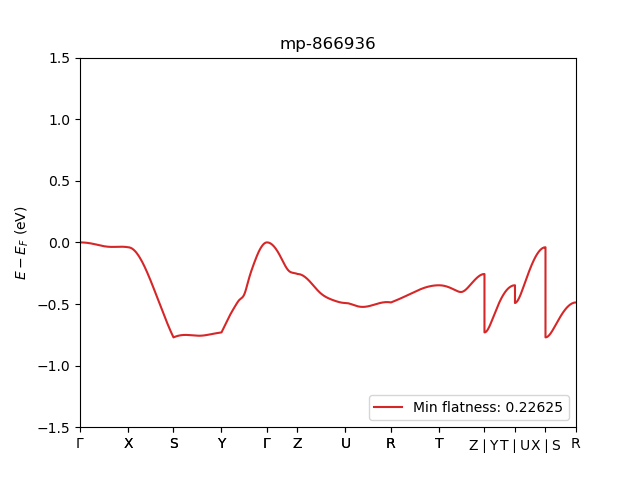 mp-866936
1.5
1.0
0.5
0.0
−0.5
−1.0
−1.5
E − E_F (eV)
Min flatness: 0.22625
Γ X S Y Γ Z U R T Z | Y T | U X | S R